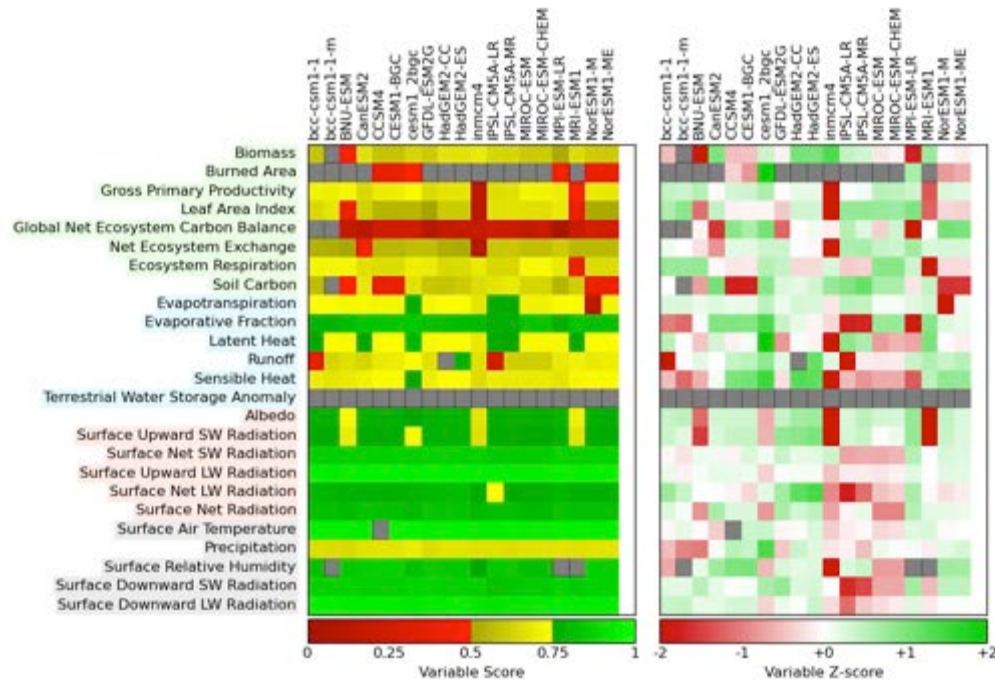 bcc-csm1-1
bcc-csm1-1-m
BNU-ESM
CanESM2
CCSM4
CESM1-BGC
cesm1_2bgc
GFDL-ESM2G
HadGEM2-CC
HadGEM2-ES
inmcm4
IPSL-CM5A-LR
IPSL-CM5A-MR
MIROC-ESM
MIROC-ESM-CHEM
MPI-ESM-LR
MRI-ESM1
NorESM1-M
NorESM1-ME
bcc-csm1-1
bcc-csm1-1-m
BNU-ESM
CanESM2
CCSM4
CESM1-BGC
cesm1_2bgc
GFDL-ESM2G
HadGEM2-CC
HadGEM2-ES
inmcm4
IPSL-CM5A-LR
IPSL-CM5A-MR
MIROC-ESM
MIROC-ESM-CHEM
MPI-ESM-LR
MRI-ESM1
NorESM1-M
NorESM1-ME
Biomass
Burned Area
Gross Primary Productivity
Leaf Area Index
Global Net Ecosystem Carbon Balance
Net Ecosystem Exchange
Ecosystem Respiration
Soil Carbon
Evapotranspiration
Evaporative Fraction
Latent Heat
Runoff
Sensible Heat
Terrestrial Water Storage Anomaly
Albedo
Surface Upward SW Radiation
Surface Net SW Radiation
Surface Upward LW Radiation
Surface Net LW Radiation
Surface Net Radiation
Surface Air Temperature
Precipitation
Surface Relative Humidity
Surface Downward SW Radiation
Surface Downward LW Radiation
0 0.25 0.5 0.75 1
Variable Score
-2 -1 +0 +1 +2
Variable Z-score